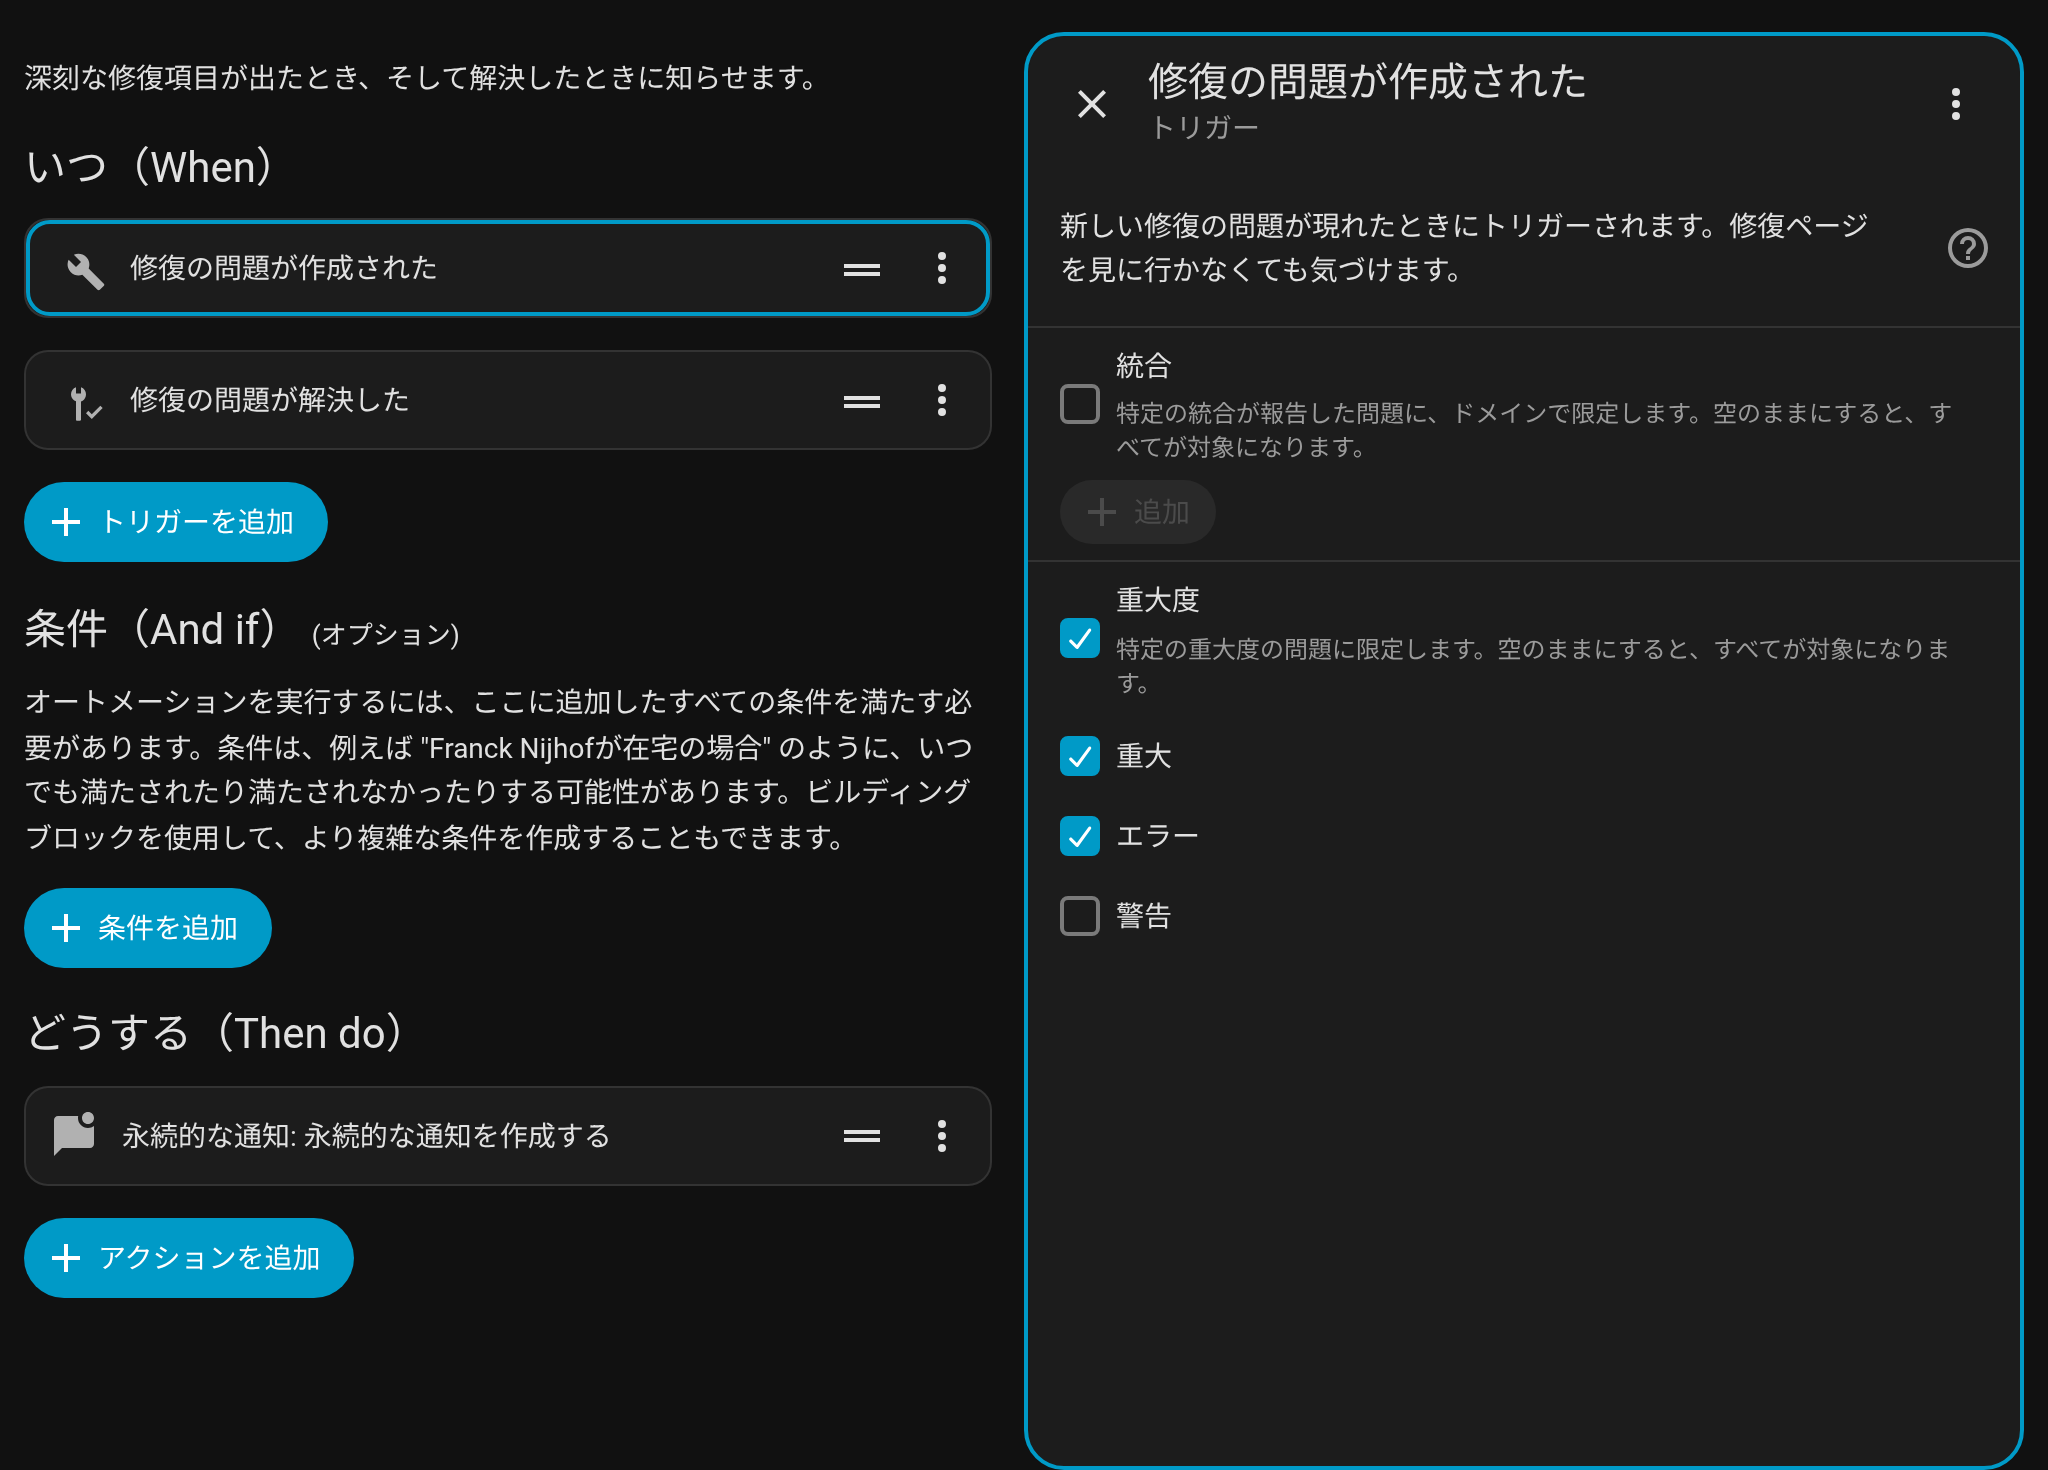 深刻な修復項目が出たとき、そして解決したときに知らせます。
いつ（When）
修復の問題が作成された
修復の問題が解決した
トリガーを追加
条件（And if） (オプション)
オートメーションを実行するには、ここに追加したすべての条件を満たす必
要があります。条件は、例えば "Franck Nijhofが在宅の場合" のように、いつ
でも満たされたり満たされなかったりする可能性があります。ビルディング
ブロックを使用して、より複雑な条件を作成することもできます。
条件を追加
どうする（Then do）
永続的な通知: 永続的な通知を作成する
アクションを追加
修復の問題が作成された
トリガー
新しい修復の問題が現れたときにトリガーされます。修復ページ
を見に行かなくても気づけます。
統合
特定の統合が報告した問題に、ドメインで限定します。空のままにすると、す
べてが対象になります。
追加
重大度
特定の重大度の問題に限定します。空のままにすると、すべてが対象になりま
す。
重大
エラー
警告